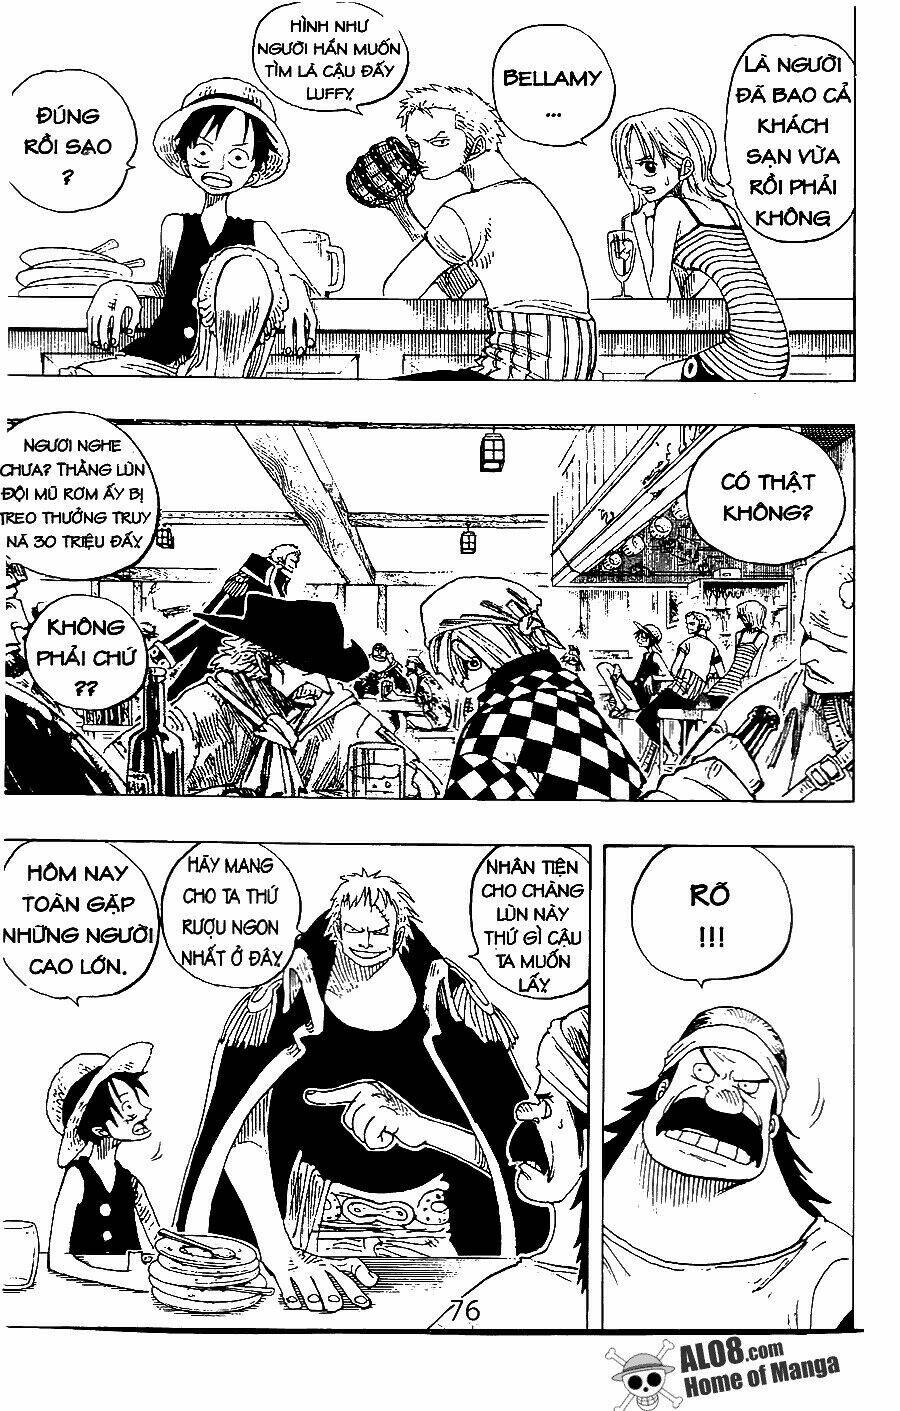 LÀ NGƯỜI
ĐÃ BAO CẢ
KHÁCH
SẠN VỪA
RỒI PHẢI
KHÔNG
BELLAMY
...
HÌNH NHƯ
NGƯỜI HẮN MUỐN
TÌM LÀ CẬU ĐẤY
LUFFY.
ĐÚNG
RỒI SAO
?
CÓ THẬT
KHÔNG?
NGƯƠI NGHE
CHƯA? THẰNG LÙN
ĐỘI MŨ RƠM ẤY BỊ
TREO THƯỞNG TRUY
NÃ 30 TRIỆU ĐẤY.
KHÔNG
PHẢI CHỨ
??
RÕ
!!!
NHÂN TIỆN
CHO CHÀNG
LÙN NÀY
THỨ GÌ CẬU
TA MUỐN
LẤY.
HÃY MANG
CHO TA THỨ
RƯỢU NGON
NHẤT Ở ĐÂY.
HÔM NAY
TOÀN GẶP
NHỮNG NGƯỜI
CAO LỚN.
76
ALO8.com
Home of Manga